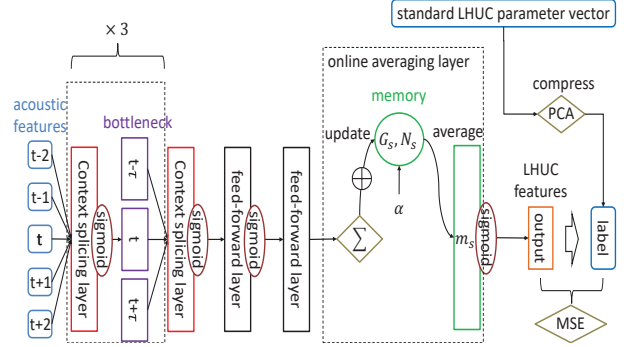 standard LHUC parameter vector
× 3
online averaging layer
compress
memory
PCA
acoustic
features
bottleneck
update
average
G_s, N_s
t-2
t-1
t
t+1
t+2
Context splicing layer
sigmoid
t-τ
t
t+τ
Context splicing layer
sigmoid
feed-forward layer
sigmoid
feed-forward layer
∑
α
m_s
sigmoid
LHUC
features
output
label
MSE